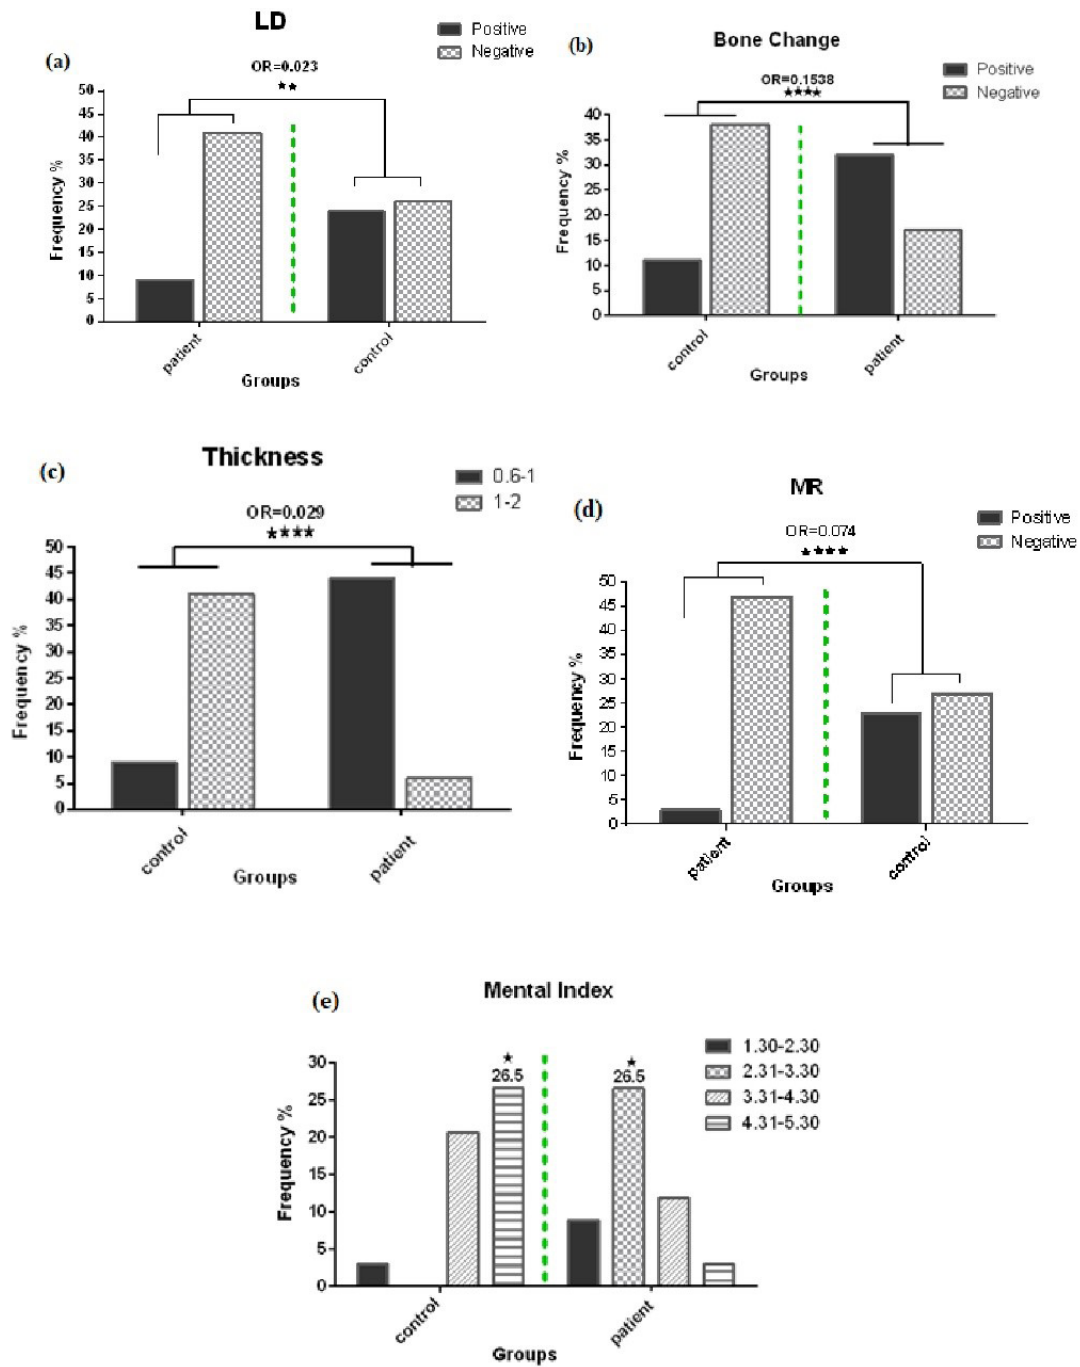 LD
Positive
Negative
(a)
OR=0.023
★★
50
45
40
35
30
25
20
15
10
5
0
Frequency %
patient
control
Groups
(b)
Bone Change
Positive
Negative
OR=0.1538
★★★★
40
35
30
25
20
15
10
5
0
Frequency %
control
patient
Groups
(c)
Thickness
0.6-1
1-2
OR=0.029
★★★★
50
45
40
35
30
25
20
15
10
5
0
Frequency %
control
patient
Groups
(d)
MR
Positive
Negative
OR=0.074
★★★★
50
45
40
35
30
25
20
15
10
5
0
Frequency %
patient
control
Groups
(e)
Mental Index
1.30-2.30
2.31-3.30
3.31-4.30
4.31-5.30
★
26.5
★
26.5
30
25
20
15
10
5
0
Frequency %
control
patient
Groups